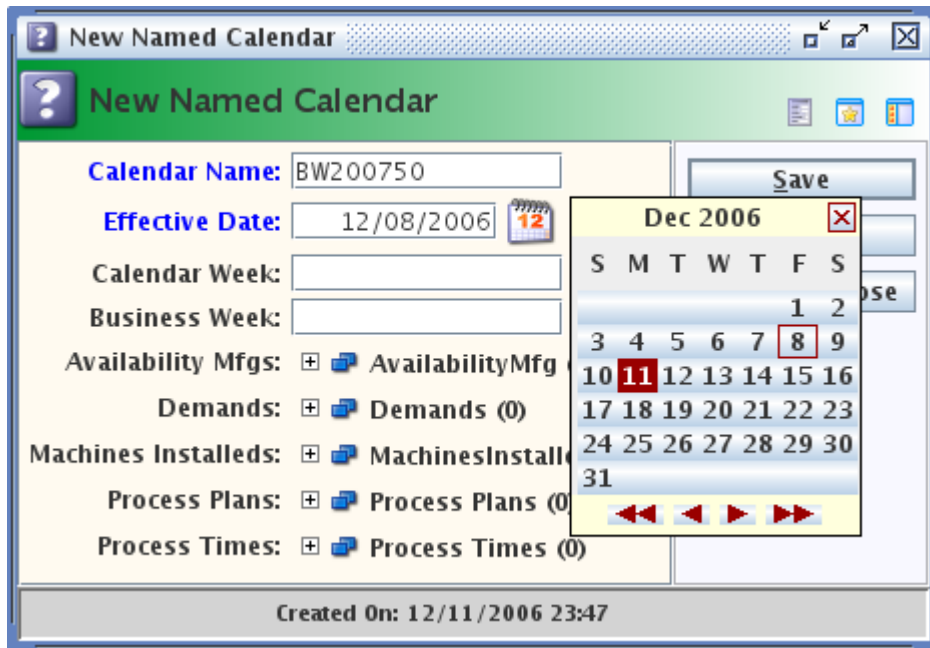 New Named Calendar
New Named Calendar
Calendar Name: BW200750
Save
Effective Date: 12/08/2006 12
Calendar Week:
Business Week:
Availability Mfgs: AvailabilityMfg
Demands: Demands (0)
Machines Installeds:
Process Plans: Process Plans (0
Process Times: Process Times (0)
Dec 2006
S M T W T F S
1 2
3 4 5 6 7 8 9
10 11 12 13 14 15 16
17 18 19 20 21 22 23
24 25 26 27 28 29 30
31
Created On: 12/11/2006 23:47